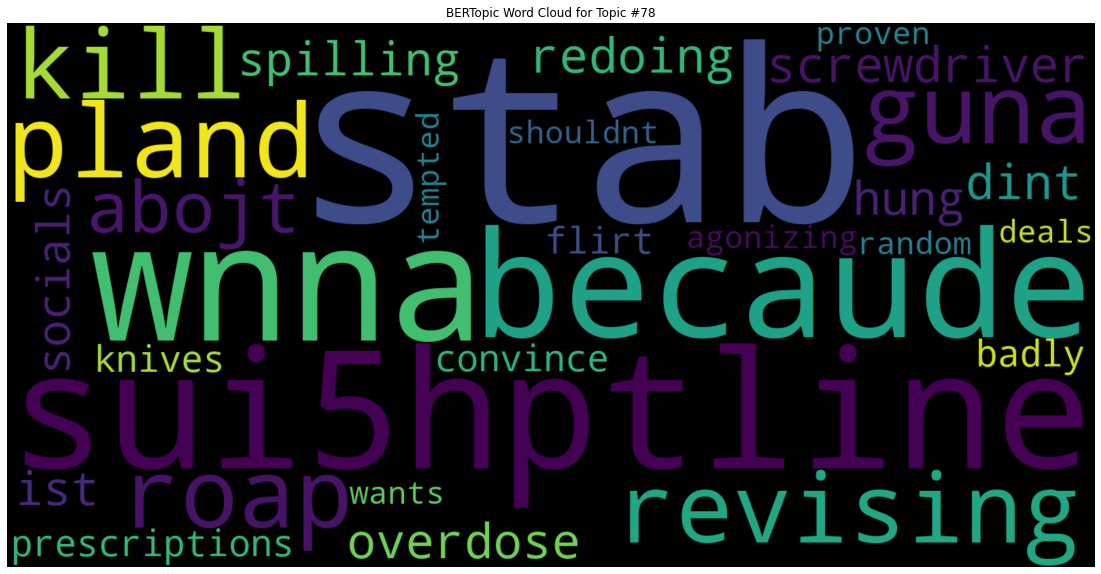 BERTopic Word Cloud for Topic #78
kill
spilling
redoing
proven
screwdriver
stab
pland
guna
tempted
shouldnt
abojt
socials
hung
dint
flirt
agonizing
random
deals
wnna
becaude
knives
convince
badly
sui5hptline
ist
roap
wants
revising
prescriptions
overdose